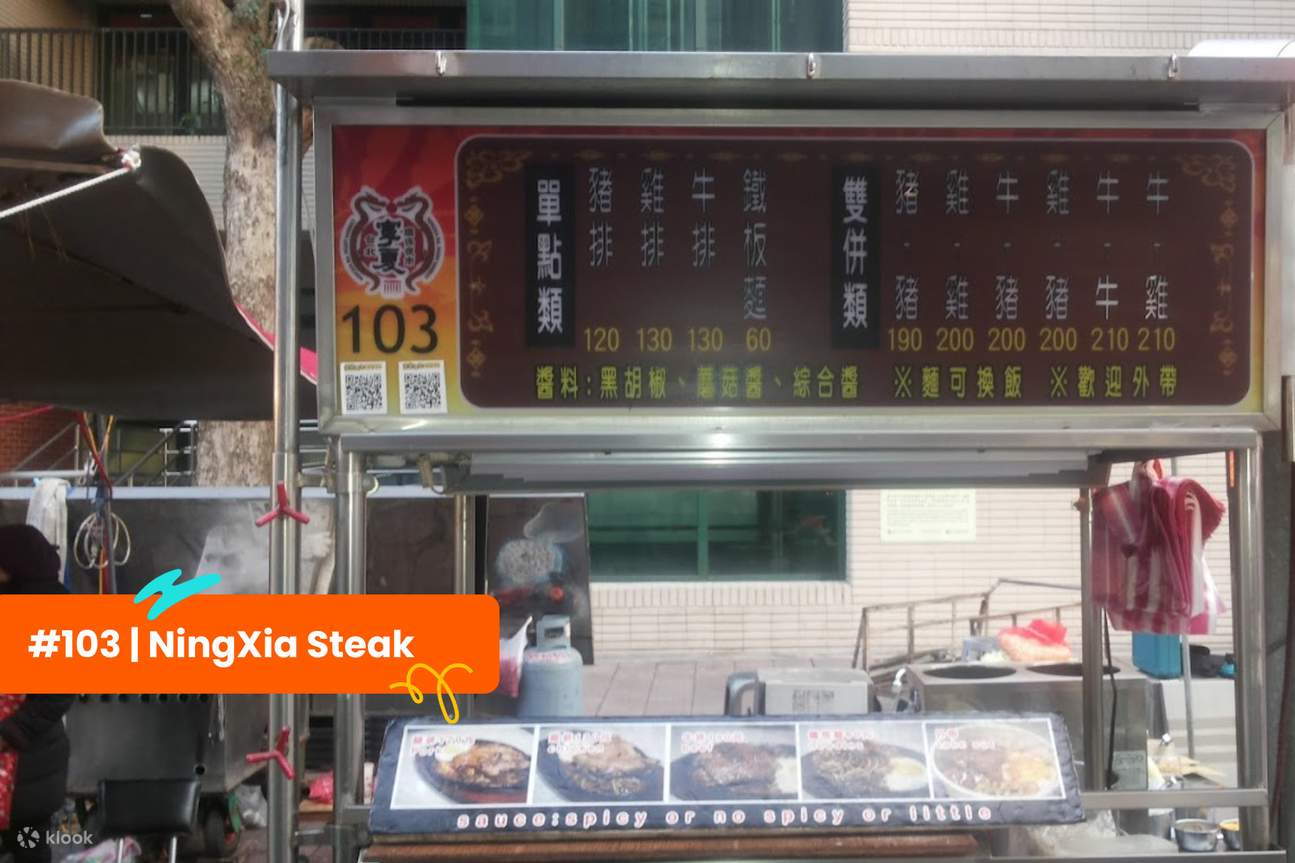 單點類 豬排 雞排 牛排 鐵板麵 雙併類 豬·豬 雞·雞 牛·豬 雞·豬 牛·牛 牛·雞
103
120 130 130 60 190 200 200 200 210 210
醬料:黑胡椒、蘑菇醬、綜合醬 ※麵可換飯 ※歡迎外帶
#103 | NingXia Steak
sauce:spicy or no spicy or little
klook